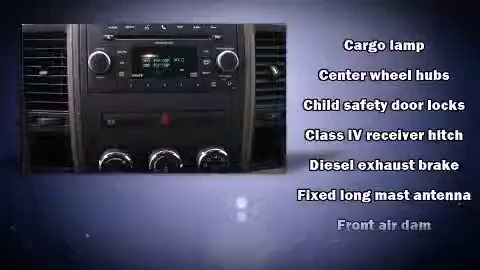 Cargo lamp
Center wheel hubs
Child safety door locks
Class IV receiver hitch
Diesel exhaust brake
Fixed long mast antenna
Front air dam